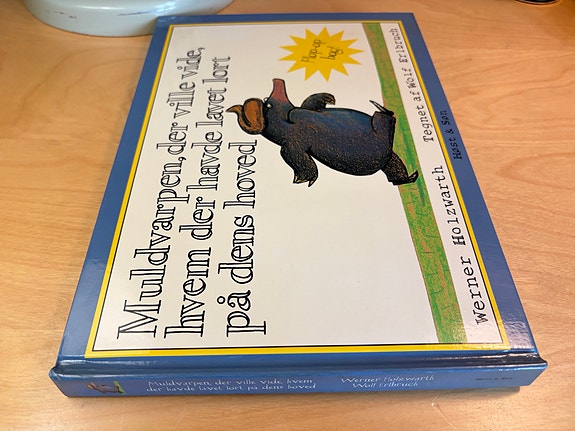 Muldvarpen, der ville vide,
hvem der havde lavet lort
på dens hoved
Pop-op
bog!
Werner Holzwarth Tegnet af Wolf Erlbruch
Høst & Søn
Muldvarpen, der ville vide, hvem,
der havde lavet lort på dens hoved
Werner Holzwarth
Wolf Erlbruch
Høst & Søn